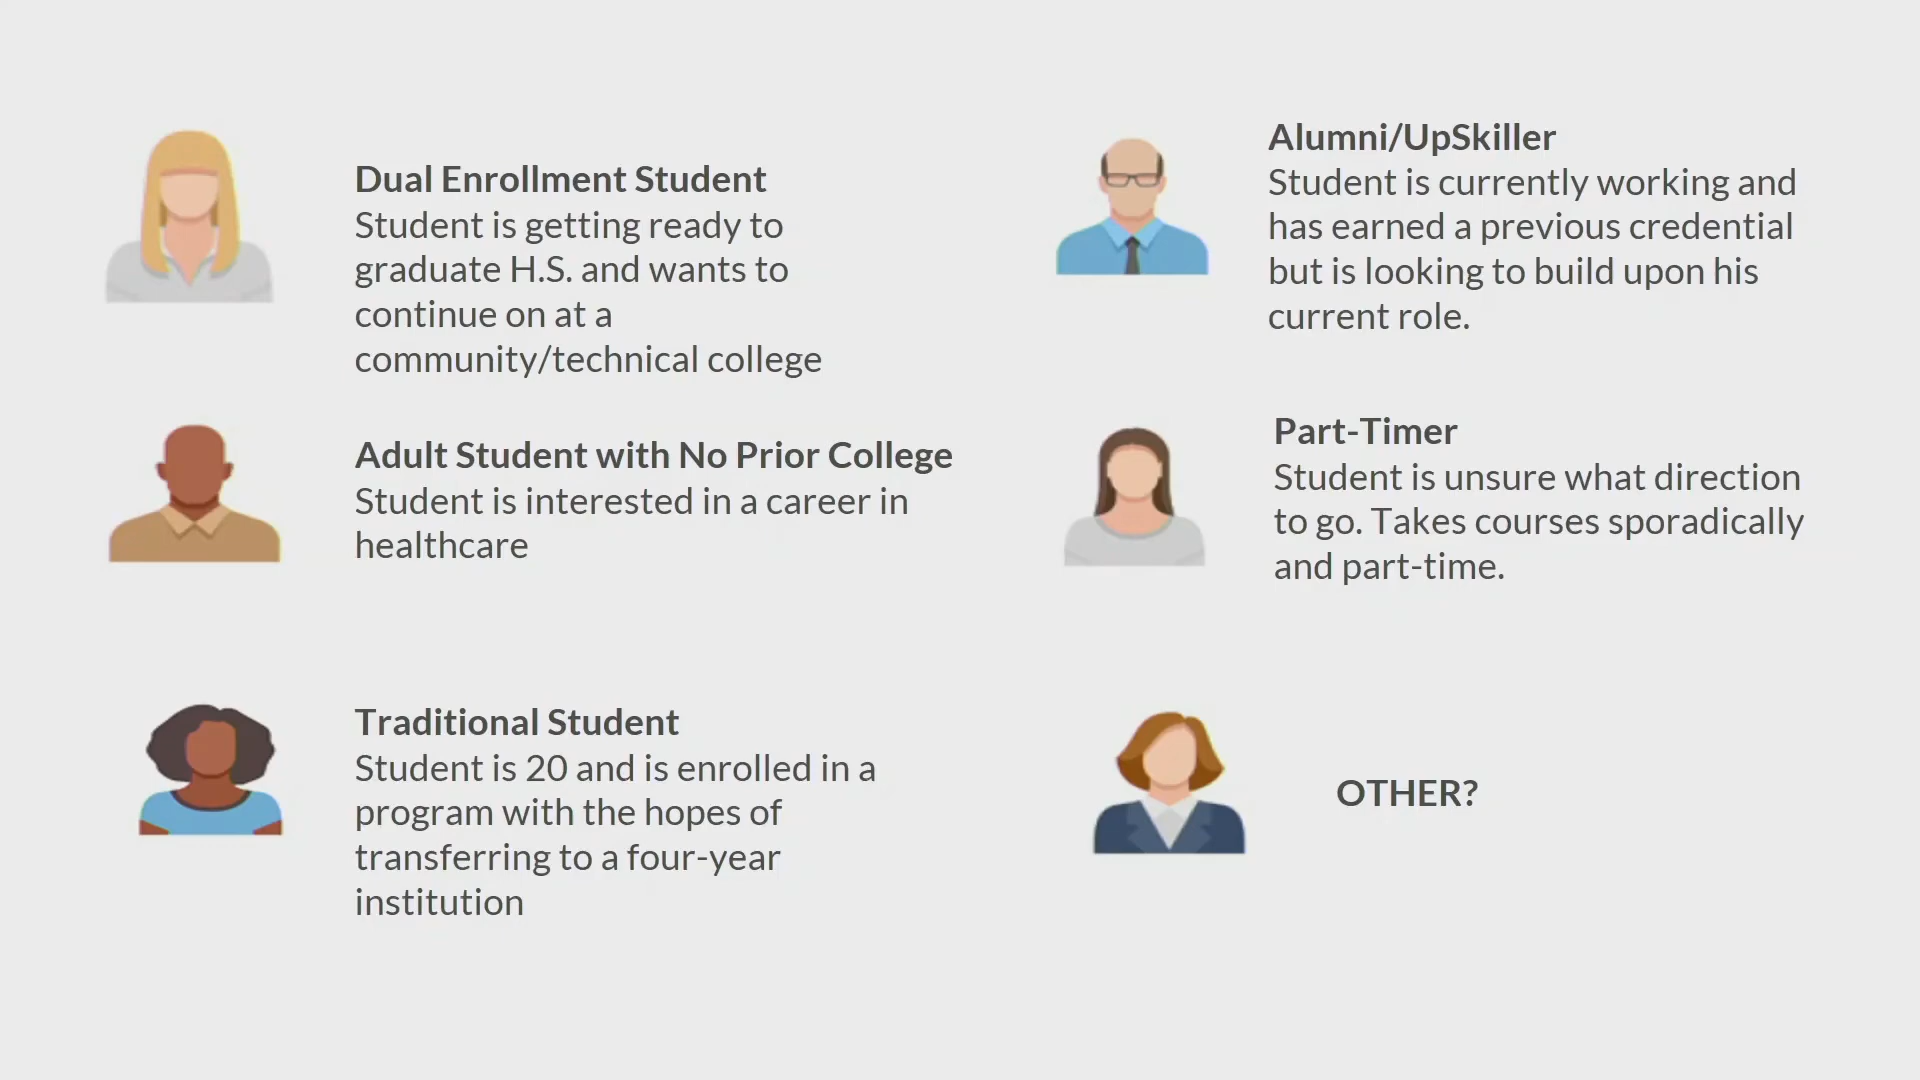 Dual Enrollment Student
Student is getting ready to
graduate H.S. and wants to
continue on at a
community/technical college
Adult Student with No Prior College
Student is interested in a career in
healthcare
Traditional Student
Student is 20 and is enrolled in a
program with the hopes of
transferring to a four-year
institution
Alumni/UpSkiller
Student is currently working and
has earned a previous credential
but is looking to build upon his
current role.
Part-Timer
Student is unsure what direction
to go. Takes courses sporadically
and part-time.
OTHER?